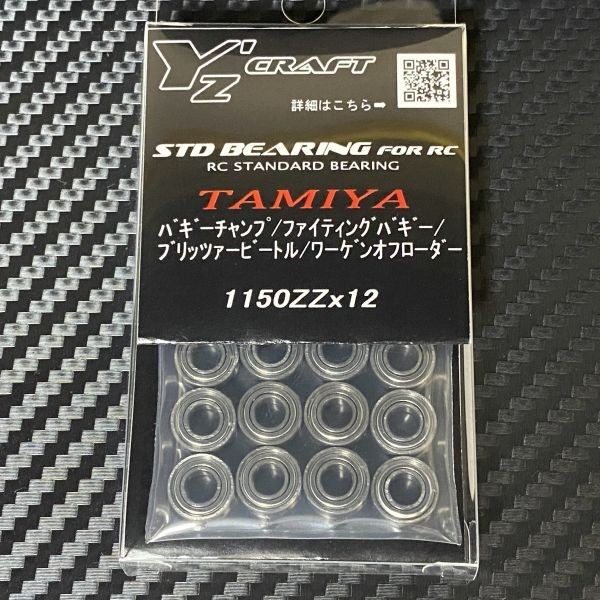 Y'z CRAFT
詳細はこちら➡
STD BEARING FOR RC
RC STANDARD BEARING
TAMIYA
バギーチャンプ/ファイティングバギー/
ブリッツァービートル/ワーゲンオフローダー
1150ZZx12